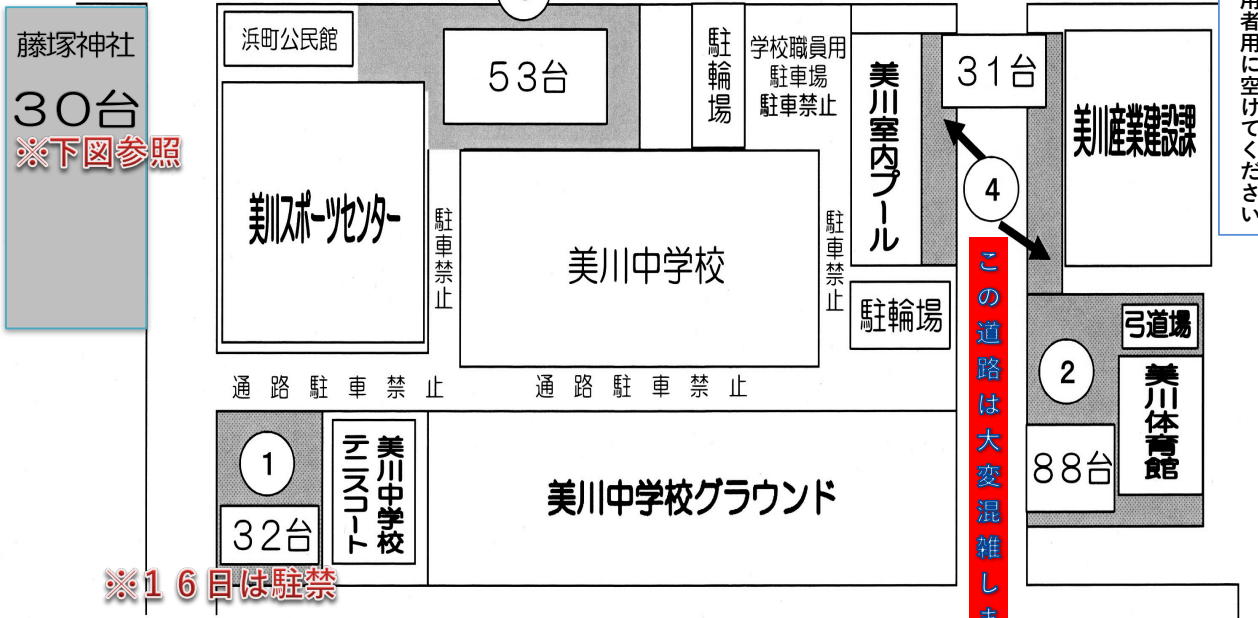 藤塚神社
30台
※下図参照
浜町公民館
53台
駐輪場
学校職員用
駐車場
駐車禁止
美川室内プール
31台
美川産業建設課
用者用に空けてください
美川スポーツセンター
駐車禁止
美川中学校
駐車禁止
駐輪場
4
この道路は大変混雑しま
弓道場
2
美川体育館
88台
通路駐車禁止
通路駐車禁止
1
32台
美川中学校
テニスコート
美川中学校グラウンド
※16日は駐禁